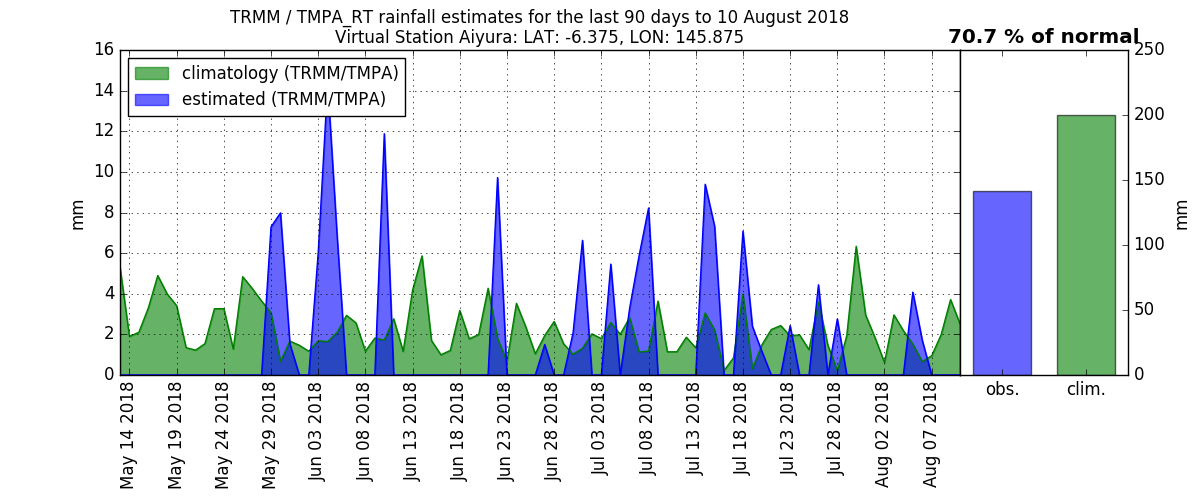 TRMM / TMPA_RT rainfall estimates for the last 90 days to 10 August 2018
Virtual Station Aiyura: LAT: -6.375, LON: 145.875
70.7 % of normal
climatology (TRMM/TMPA)
estimated (TRMM/TMPA)
mm
16
14
12
10
8
6
4
2
0
May 14 2018
May 19 2018
May 24 2018
May 29 2018
Jun 03 2018
Jun 08 2018
Jun 13 2018
Jun 18 2018
Jun 23 2018
Jun 28 2018
Jul 03 2018
Jul 08 2018
Jul 13 2018
Jul 18 2018
Jul 23 2018
Jul 28 2018
Aug 02 2018
Aug 07 2018
obs.
clim.
250
200
150
100
50
0
mm